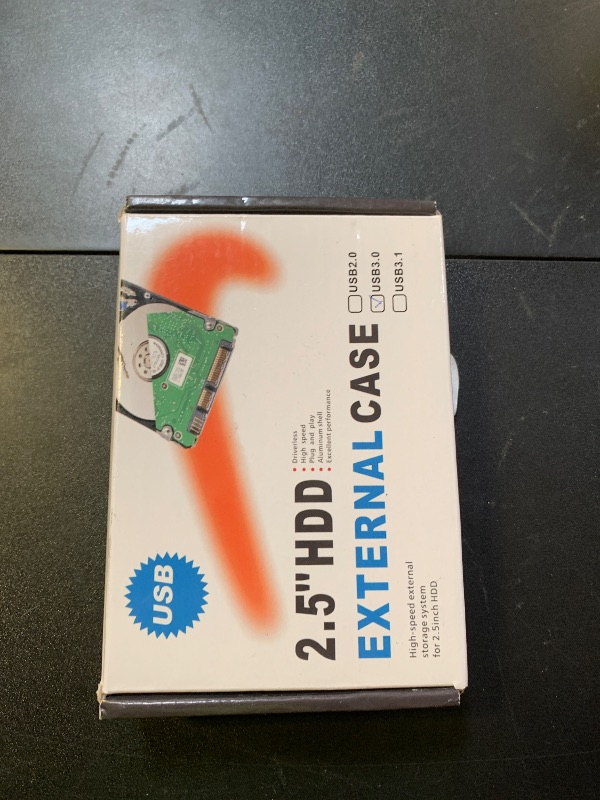 USB
2.5"HDD
• Driverless
• High speed
• Plug and play
• Aluminum shell
• Excellent performance
EXTERNAL CASE
USB2.0
USB3.0
USB3.1
High-speed external
storage system
for 2.5inch HDD